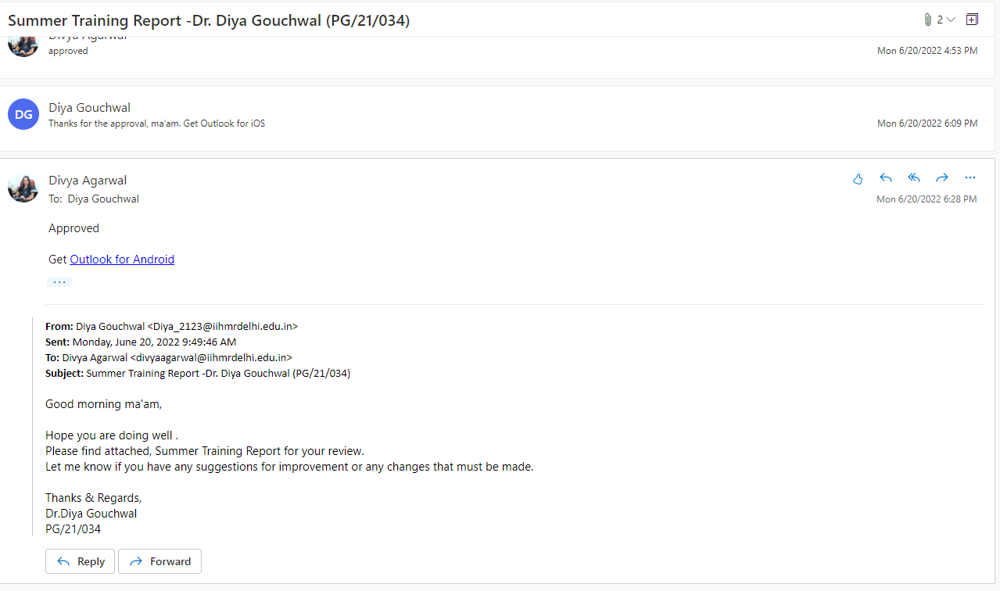 Summer Training Report -Dr. Diya Gouchwal (PG/21/034)
2
Divya Agarwal
approved
Mon 6/20/2022 4:53 PM
DG
Diya Gouchwal
Thanks for the approval, ma'am. Get Outlook for iOS
Mon 6/20/2022 6:09 PM
Divya Agarwal
To: Diya Gouchwal
Mon 6/20/2022 6:28 PM
Approved
Get Outlook for Android
From: Diya Gouchwal <Diya_2123@iihmrdelhi.edu.in>
Sent: Monday, June 20, 2022 9:49:46 AM
To: Divya Agarwal <divyaagarwal@iihmrdelhi.edu.in>
Subject: Summer Training Report -Dr. Diya Gouchwal (PG/21/034)
Good morning ma'am,
Hope you are doing well .
Please find attached, Summer Training Report for your review.
Let me know if you have any suggestions for improvement or any changes that must be made.
Thanks & Regards,
Dr.Diya Gouchwal
PG/21/034
Reply
Forward